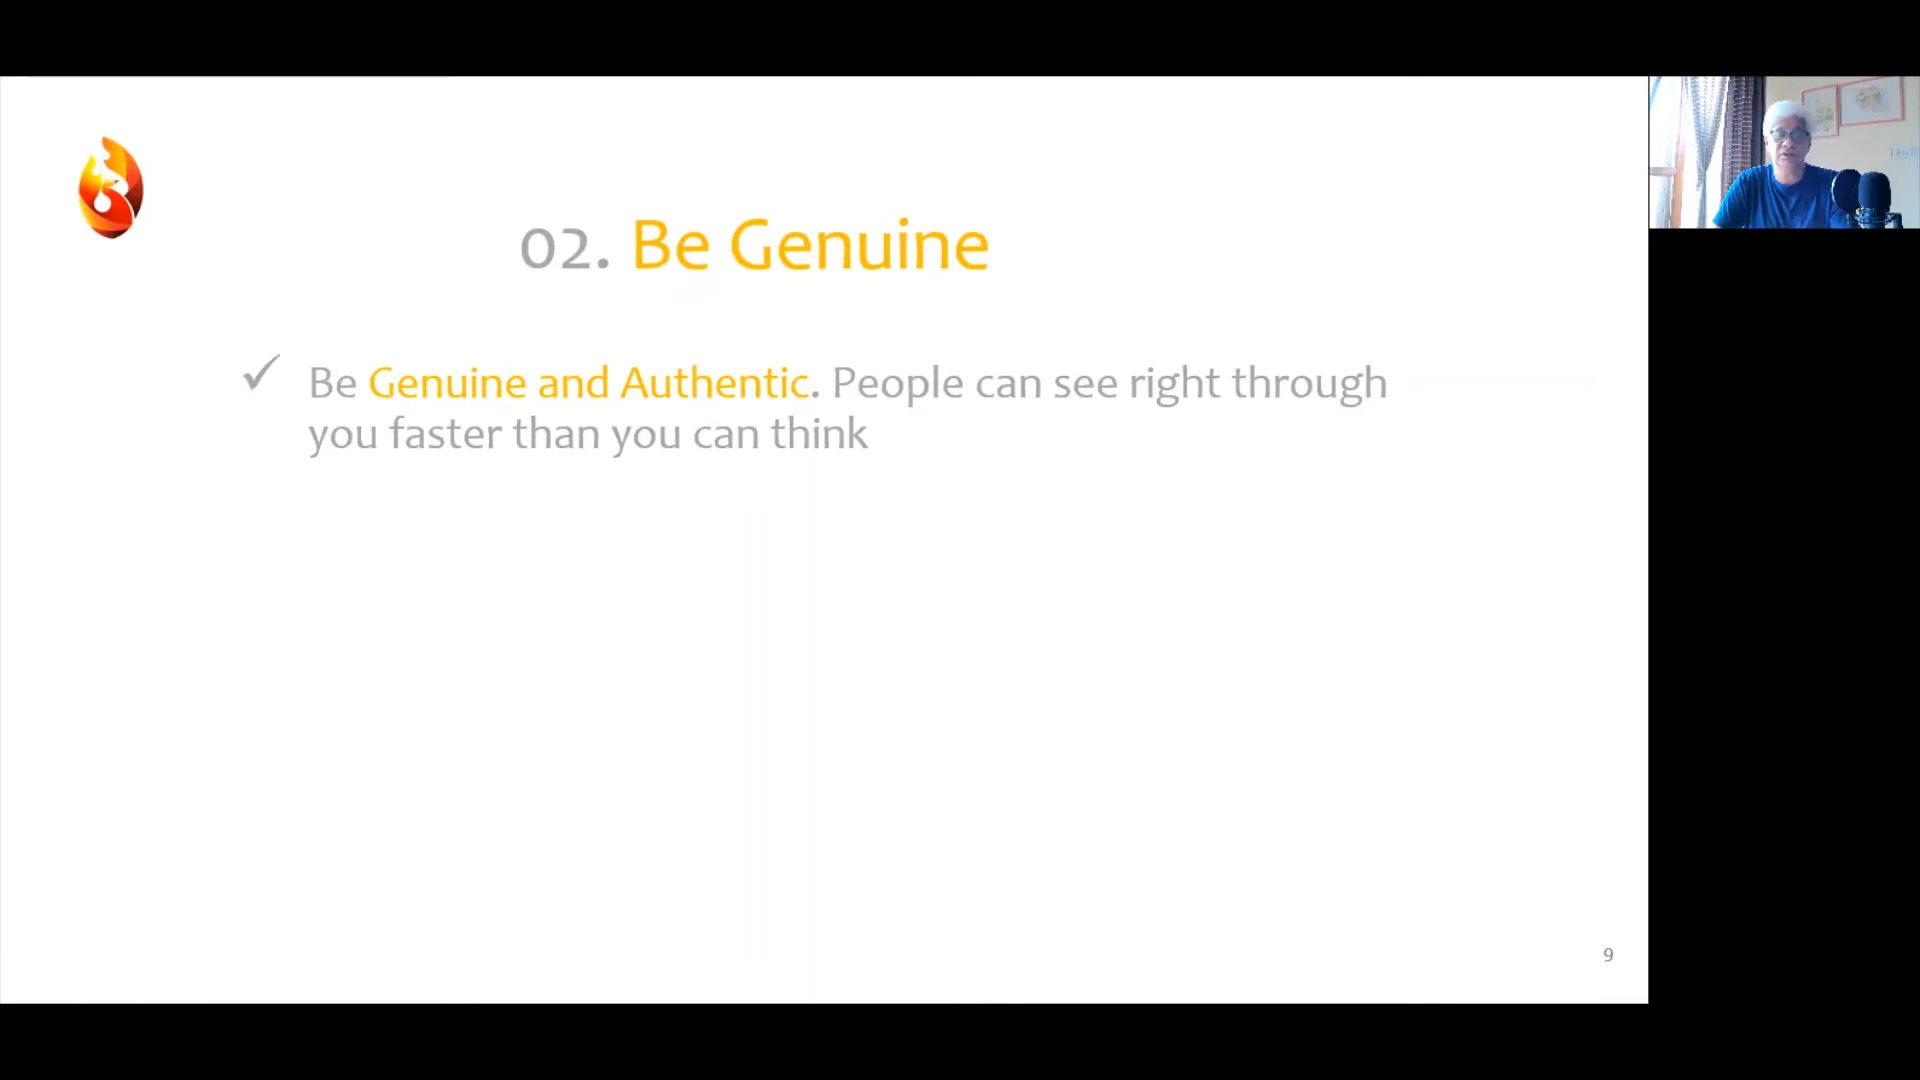 02. Be Genuine
✓ Be Genuine and Authentic. People can see right through
you faster than you can think
9